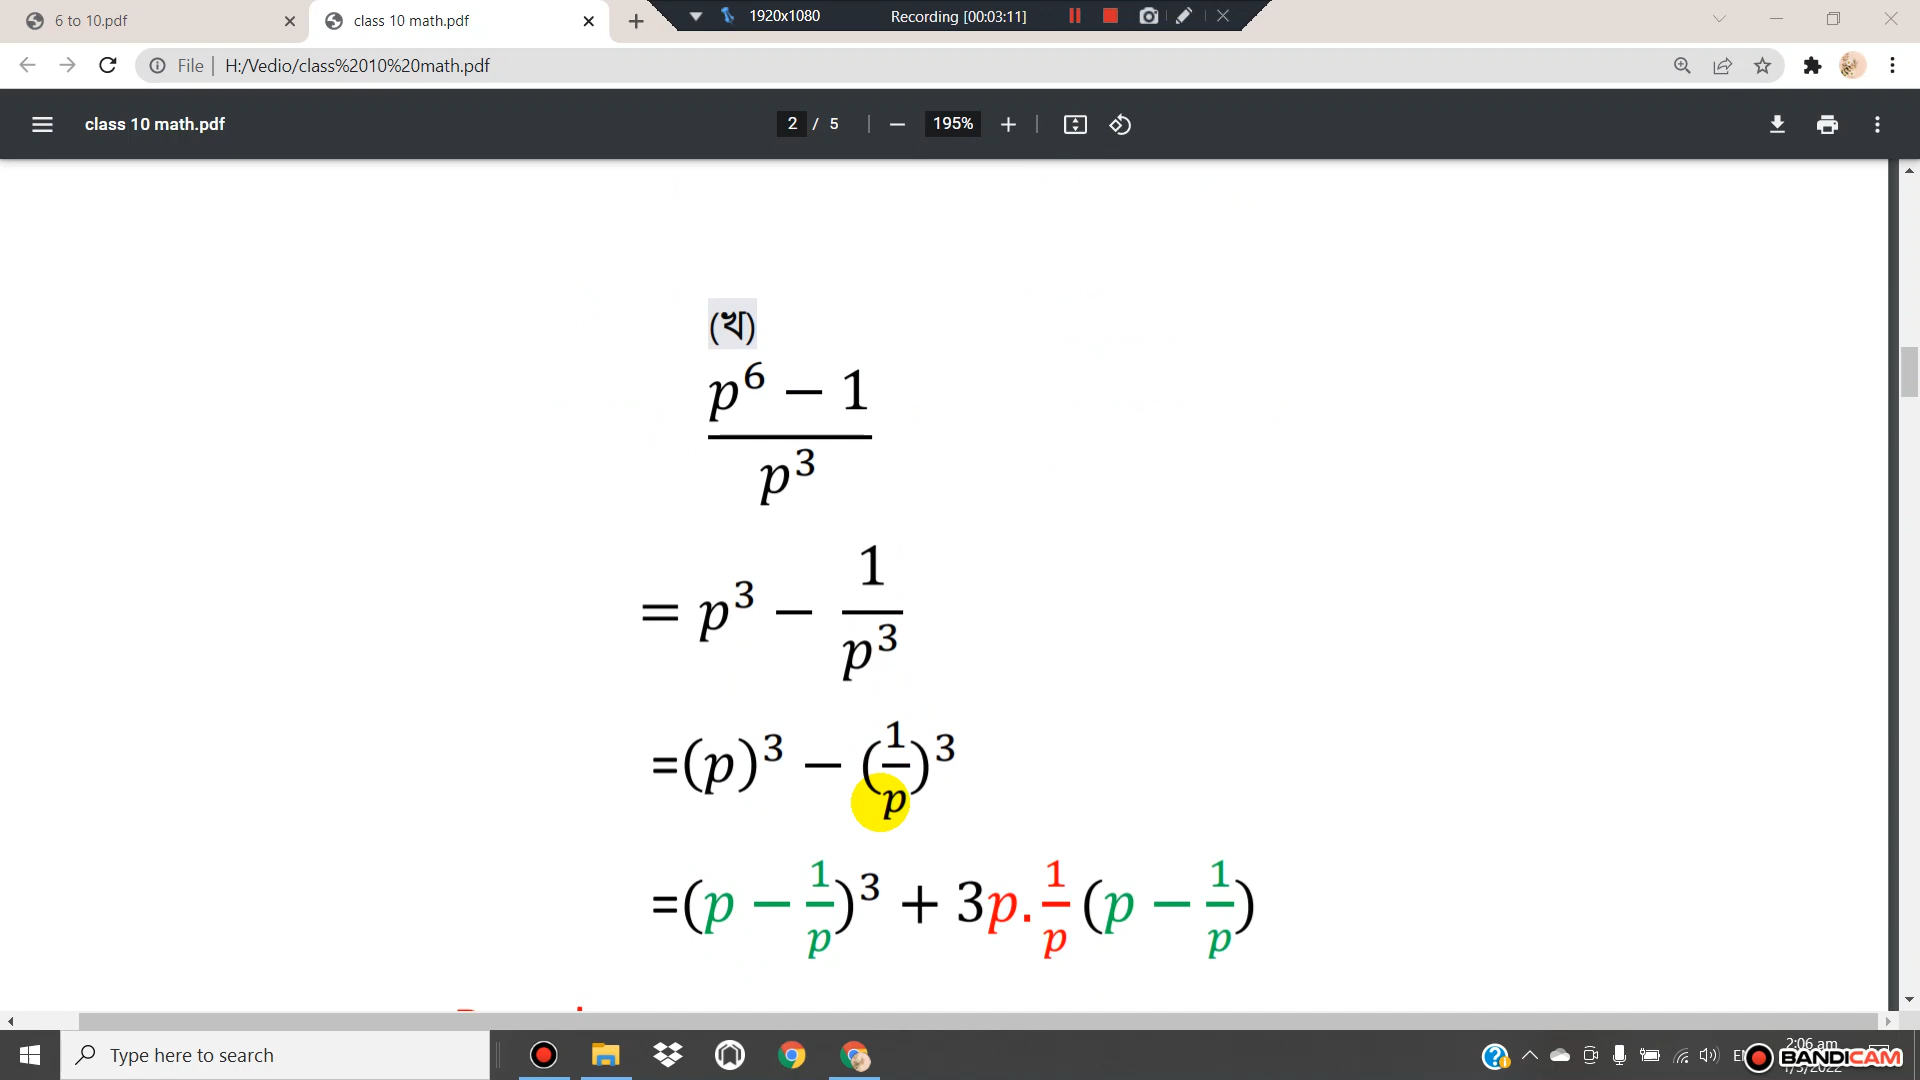 6 to 10.pdf
class 10 math.pdf
1920x1080
Recording [00:03:11]
File | H:/Vedio/class%2010%20math.pdf
class 10 math.pdf
2 / 5
195%
(খ)
p⁶ − 1
p³
= p³ − 1/p³
=(p)³ − (1/p)³
=(p − 1/p)³ + 3p.1/p (p − 1/p)
Type here to search
2:06 am
BANDICAM